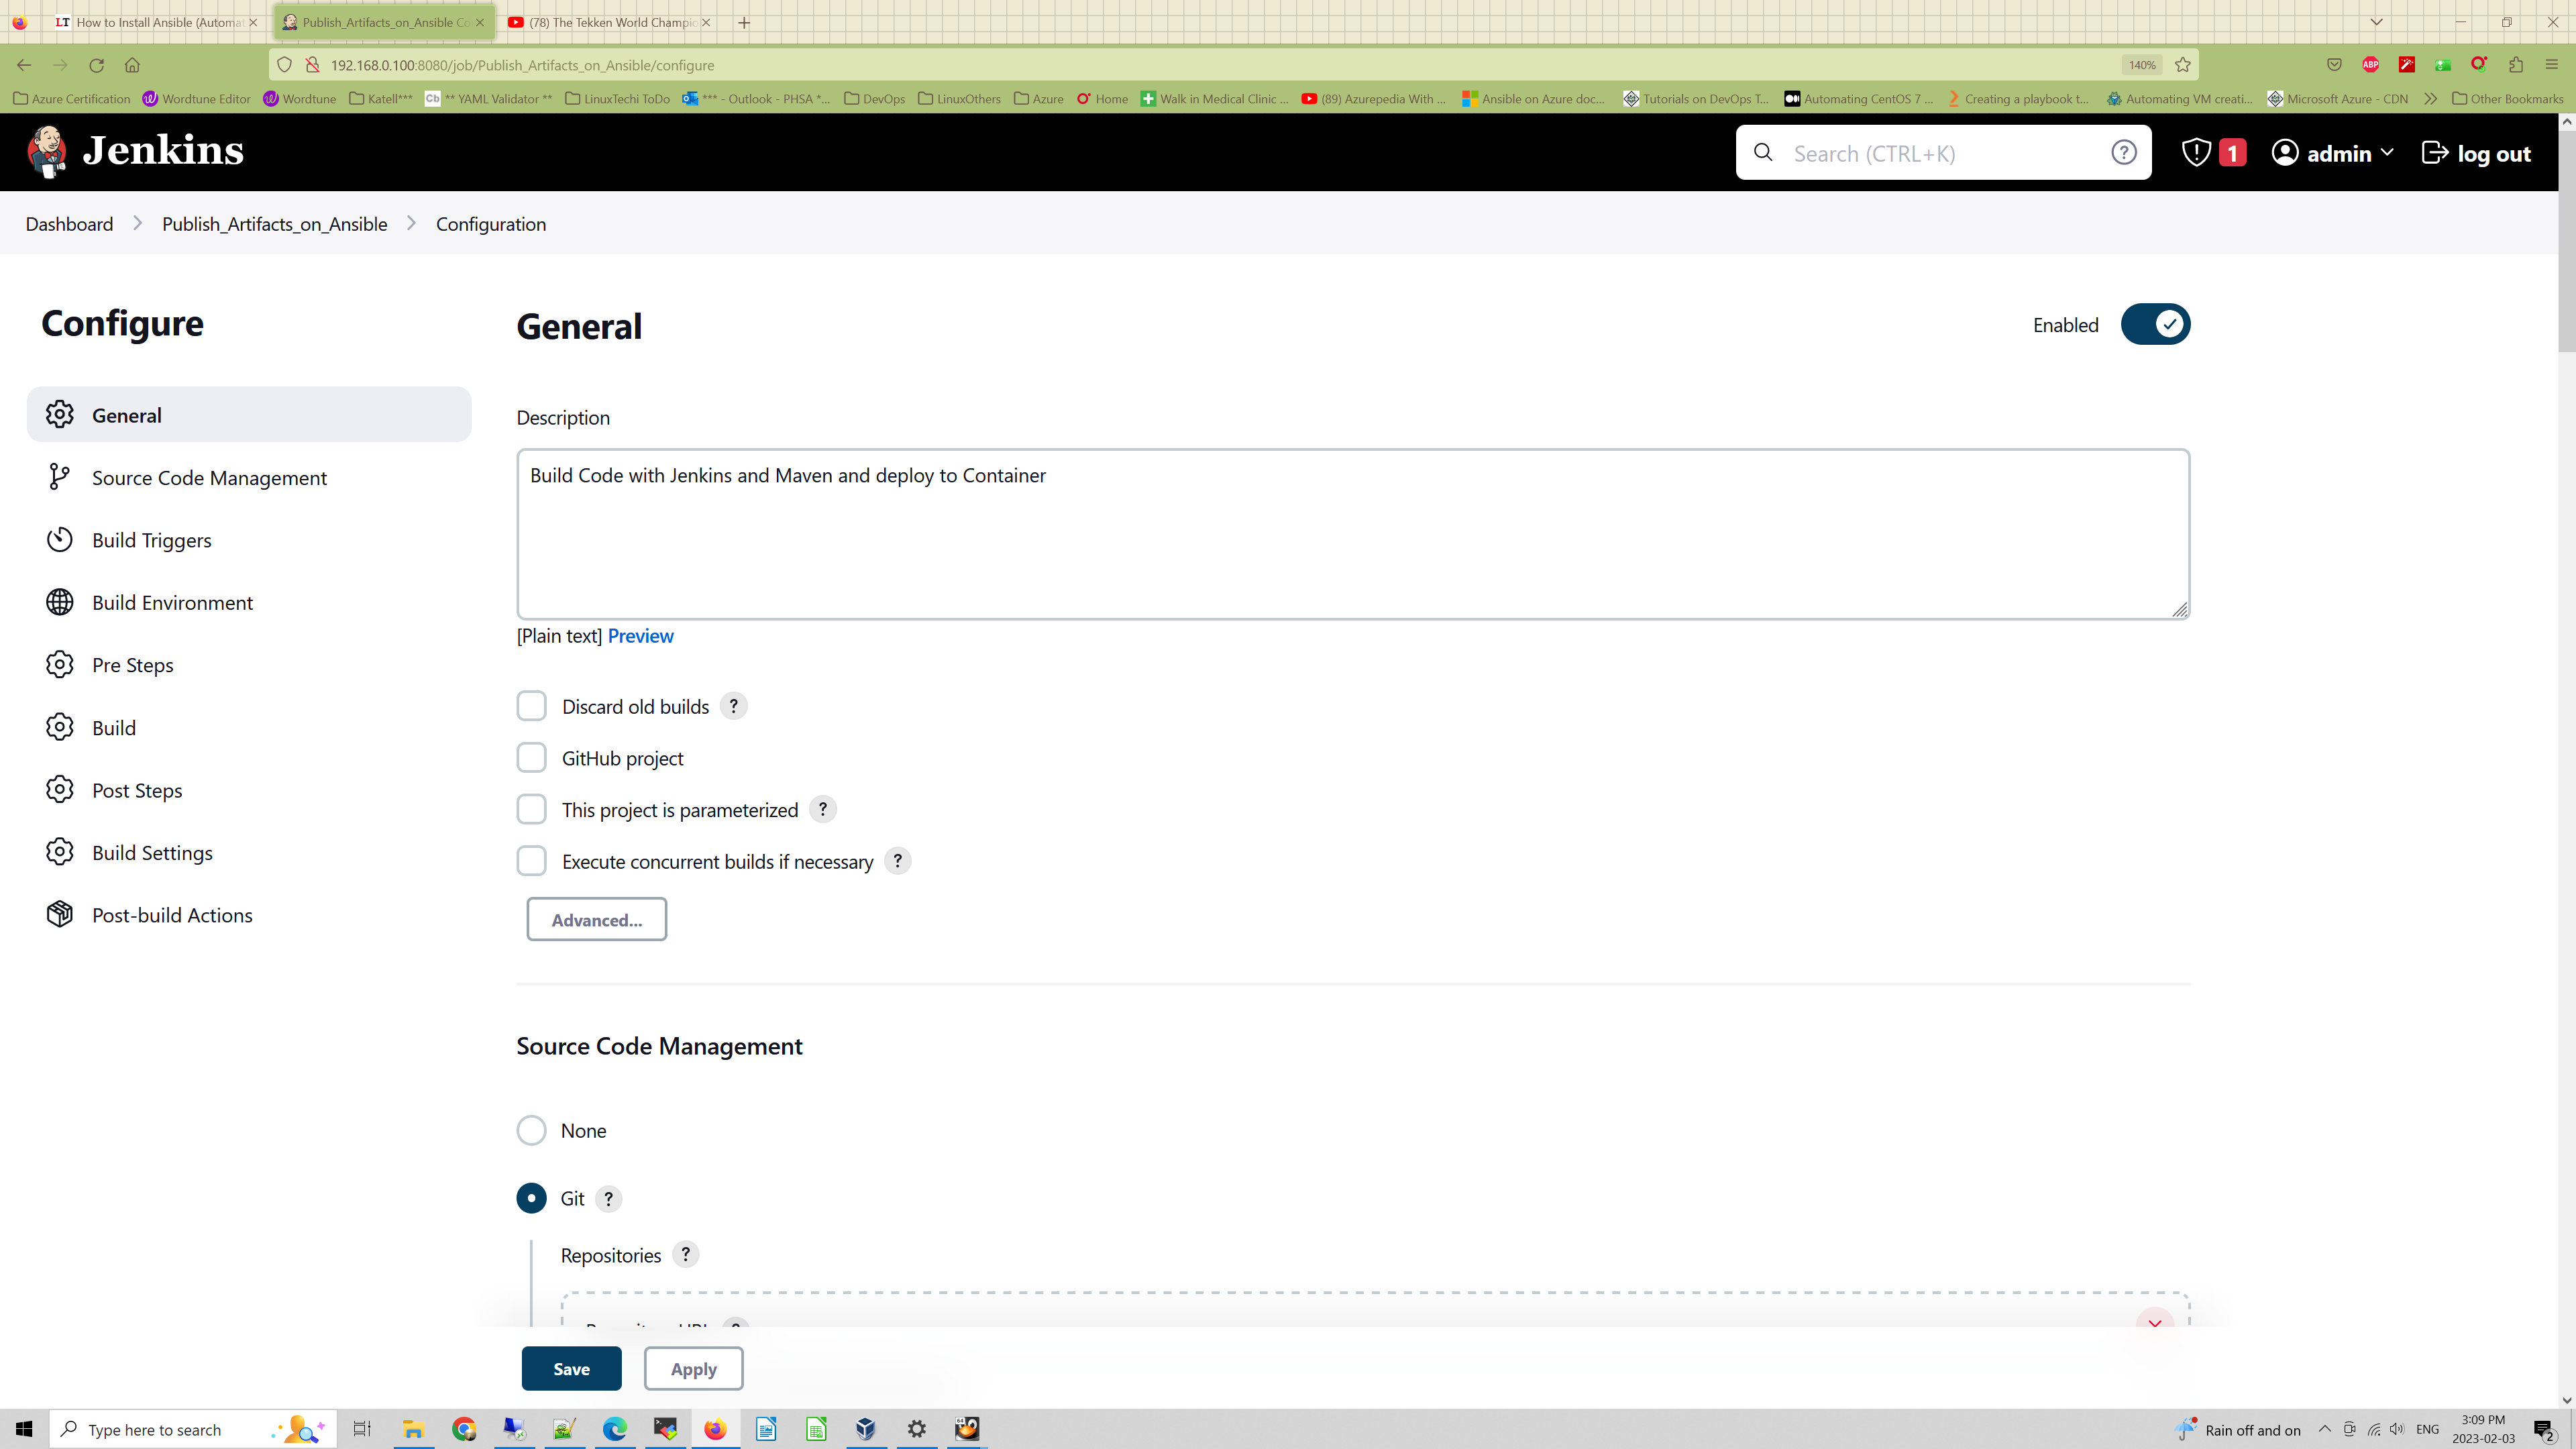 How to Install Ansible (Automat
Publish_Artifacts_on_Ansible Co
(78) The Tekken World Champio
192.168.0.100:8080/job/Publish_Artifacts_on_Ansible/configure
140%
ABP
Azure Certification
Wordtune Editor
Wordtune
Katell***
** YAML Validator **
LinuxTechi ToDo
*** - Outlook - PHSA *...
DevOps
LinuxOthers
Azure
Home
Walk in Medical Clinic ...
(89) Azurepedia With ...
Ansible on Azure doc...
Tutorials on DevOps T...
Automating CentOS 7 ...
Creating a playbook t...
Automating VM creati...
Microsoft Azure - CDN
Other Bookmarks
Jenkins
Search (CTRL+K)
1
admin
log out
Dashboard
Publish_Artifacts_on_Ansible
Configuration
Configure
General
Source Code Management
Build Triggers
Build Environment
Pre Steps
Build
Post Steps
Build Settings
Post-build Actions
General
Enabled
Description
Build Code with Jenkins and Maven and deploy to Container
[Plain text] Preview
Discard old builds ?
GitHub project
This project is parameterized ?
Execute concurrent builds if necessary ?
Advanced...
Source Code Management
None
Git ?
Repositories ?
Save
Apply
Type here to search
Rain off and on
ENG
3:09 PM
2023-02-03
2